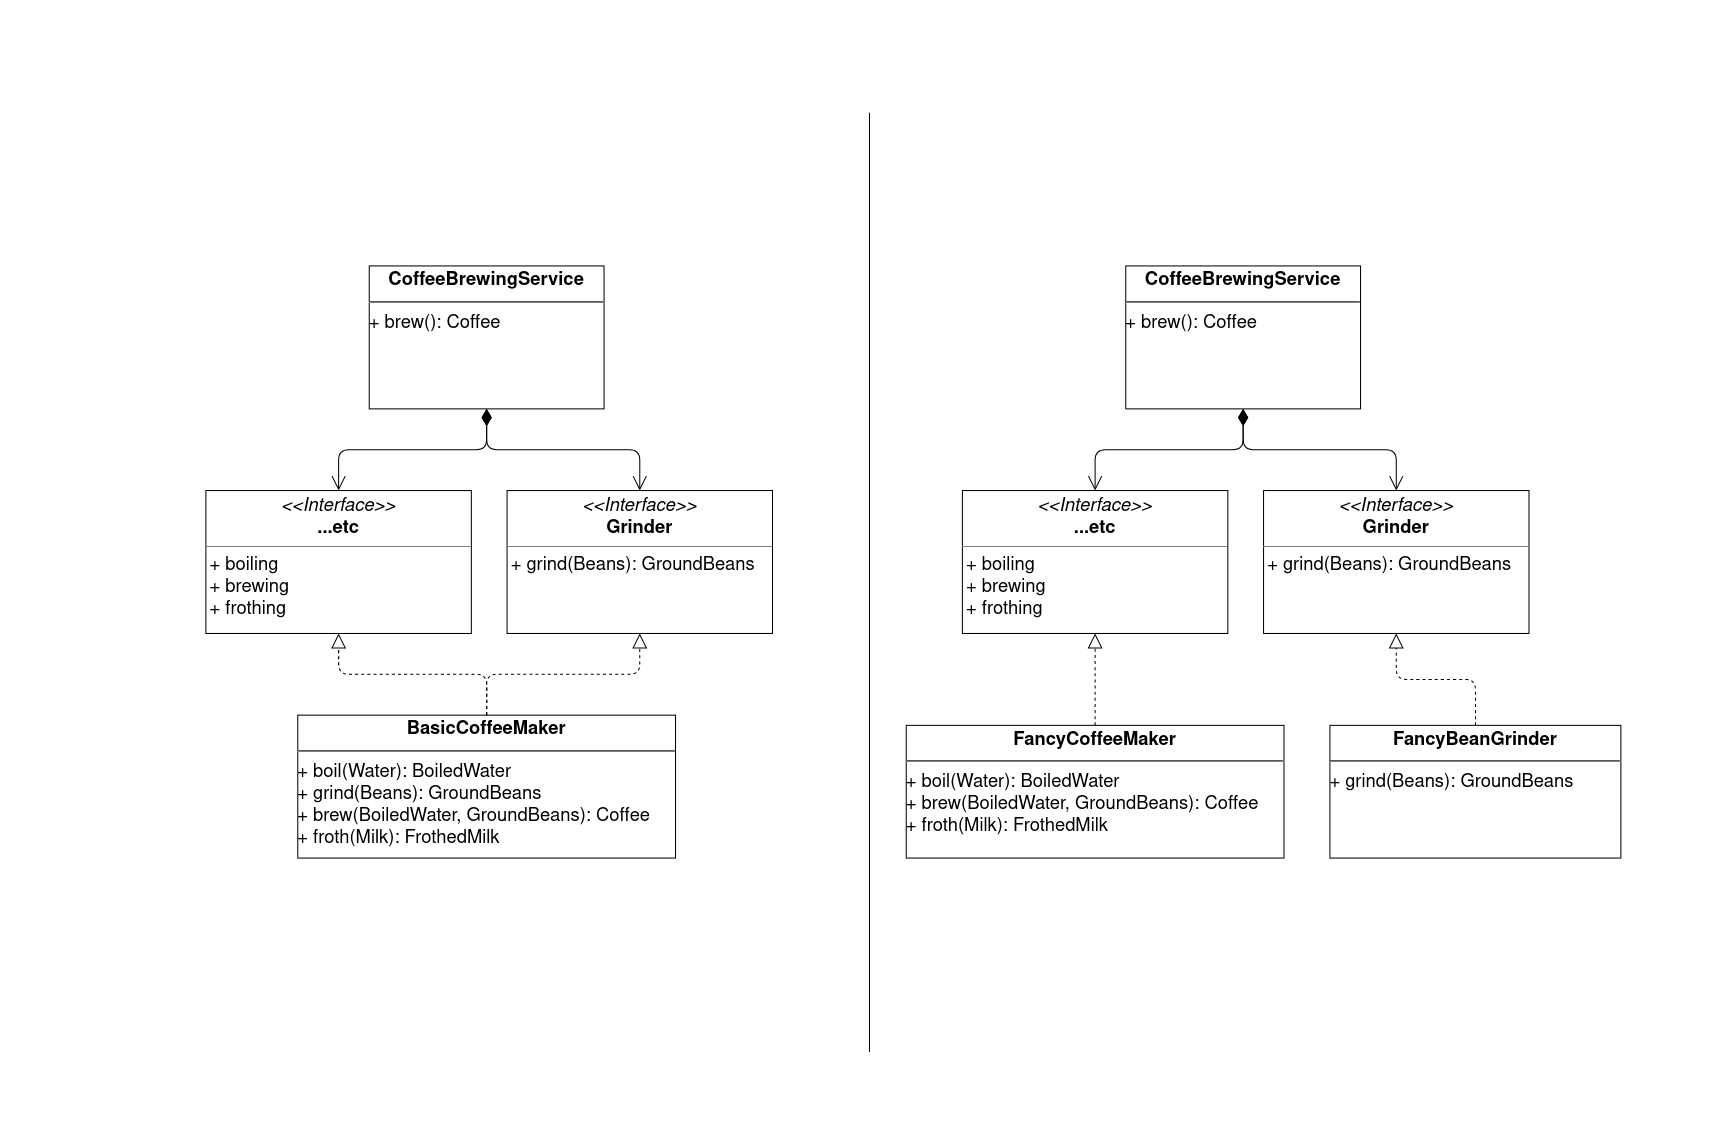 CoffeeBrewingService
+ brew(): Coffee
<<Interface>>
...etc
+ boiling
+ brewing
+ frothing
<<Interface>>
Grinder
+ grind(Beans): GroundBeans
BasicCoffeeMaker
+ boil(Water): BoiledWater
+ grind(Beans): GroundBeans
+ brew(BoiledWater, GroundBeans): Coffee
+ froth(Milk): FrothedMilk
CoffeeBrewingService
+ brew(): Coffee
<<Interface>>
...etc
+ boiling
+ brewing
+ frothing
<<Interface>>
Grinder
+ grind(Beans): GroundBeans
FancyCoffeeMaker
+ boil(Water): BoiledWater
+ brew(BoiledWater, GroundBeans): Coffee
+ froth(Milk): FrothedMilk
FancyBeanGrinder
+ grind(Beans): GroundBeans